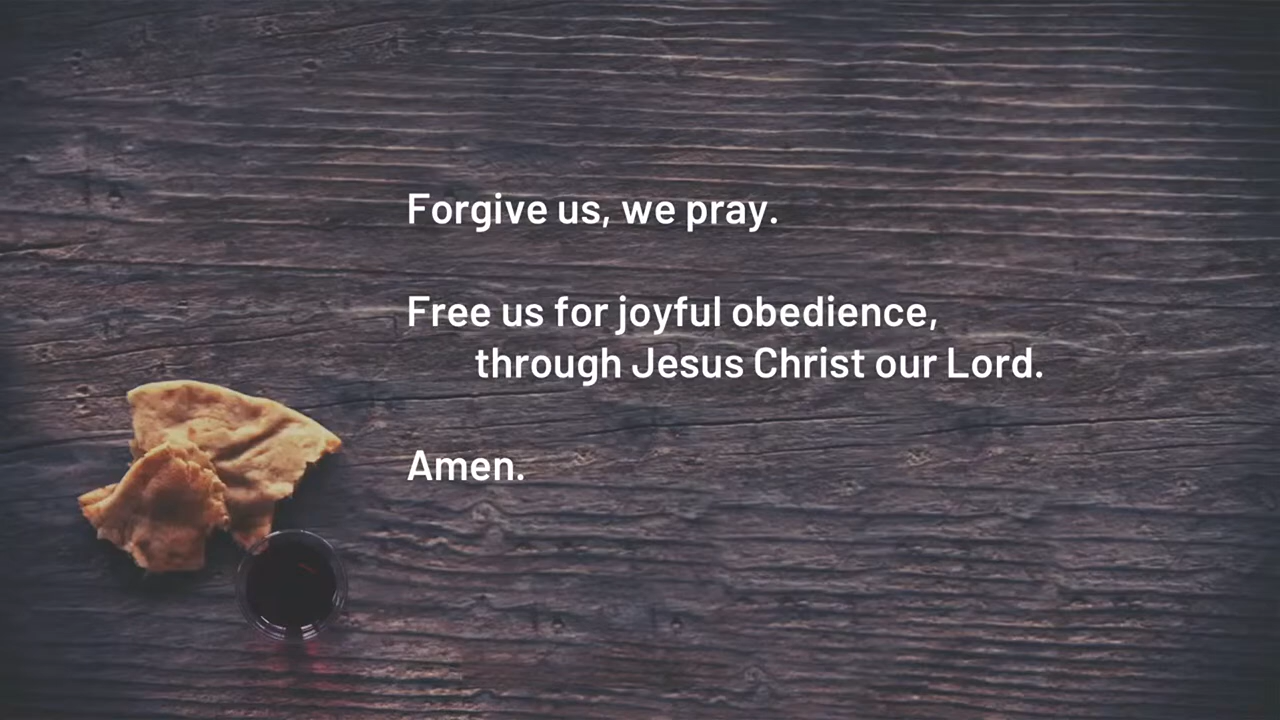 Forgive us, we pray.
Free us for joyful obedience,
through Jesus Christ our Lord.
Amen.